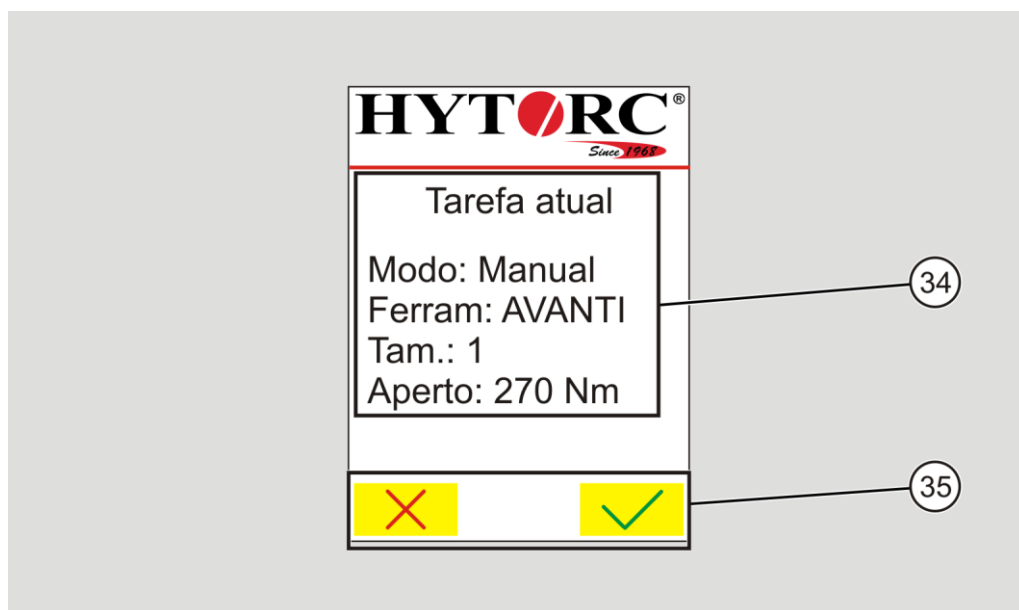 HYTORC®
Since 1968
Tarefa atual
Modo: Manual
Ferram: AVANTI
Tam.: 1
Aperto: 270 Nm
34
35